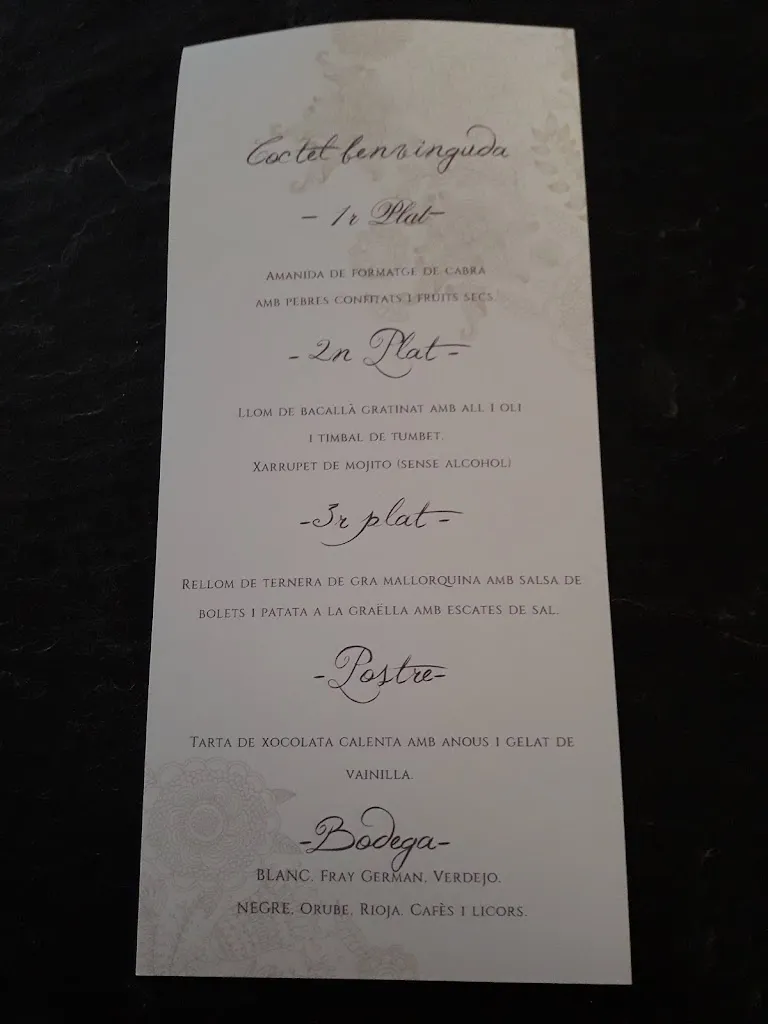 Coctel benvinguda
- 1r Plat-
Amanida de formatge de cabra
amb pebres confitats i fruits secs.
- 2n Plat -
Llom de bacallà gratinat amb all i oli
i timbal de tumbet.
Xarrupet de mojito (sense alcohol)
-3r plat-
Rellom de ternera de gra mallorquina amb salsa de
bolets i patata a la graëlla amb escates de sal.
-Postre-
Tarta de xocolata calenta amb anous i gelat de
vainilla.
-Bodega-
BLANC. Fray German. Verdejo.
NEGRE. Orube. Rioja. Cafès i licors.